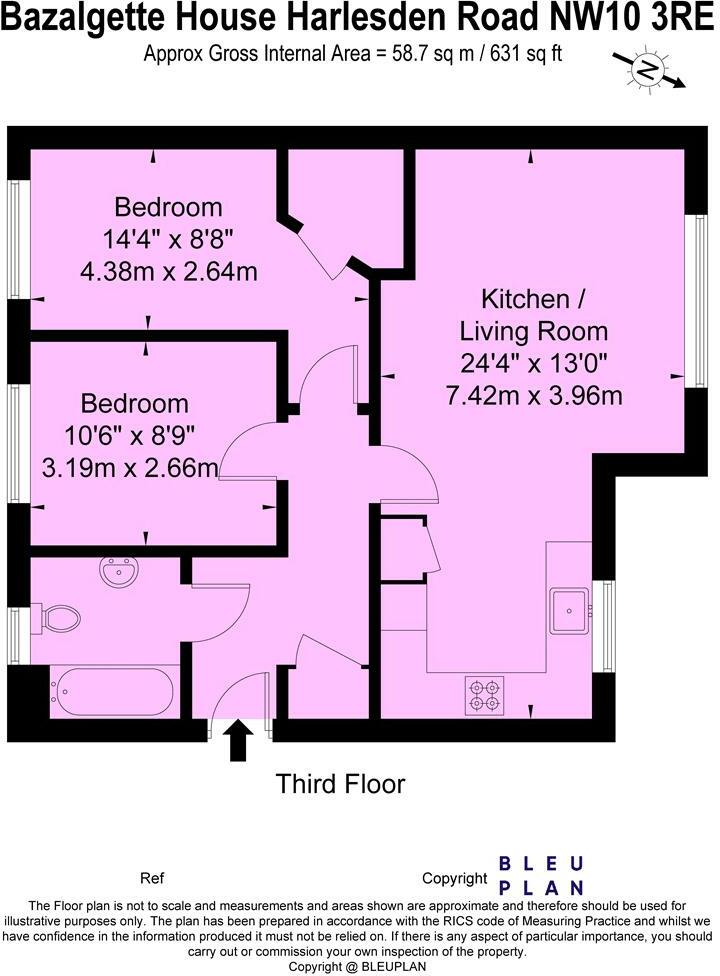 Bazalgette House Harlesden Road NW10 3RE
Approx Gross Internal Area = 58.7 sq m / 631 sq ft
N
Bedroom
14'4" x 8'8"
4.38m x 2.64m
Kitchen /
Living Room
24'4" x 13'0"
7.42m x 3.96m
Bedroom
10'6" x 8'9"
3.19m x 2.66m
Third Floor
Ref
Copyright
BLEU
PLAN
The Floor plan is not to scale and measurements and areas shown are approximate and therefore should be used for
illustrative purposes only. The plan has been prepared in accordance with the RICS code of Measuring Practice and whilst we
have confidence in the information produced it must not be relied on. If there is any aspect of particular importance, you should
carry out or commission your own inspection of the property.
Copyright @ BLEUPLAN